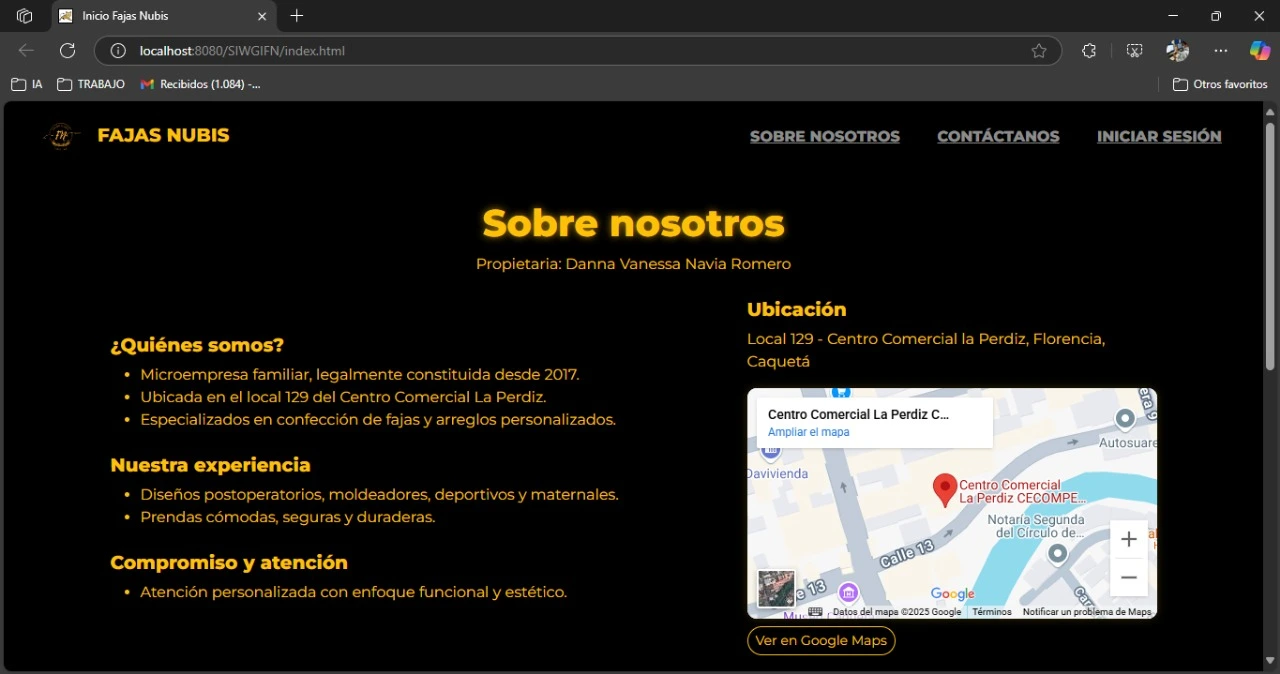 Inicio Fajas Nubis
localhost:8080/SIWGIFN/index.html
IA
TRABAJO
Recibidos (1.084) -...
Otros favoritos
FAJAS NUBIS
SOBRE NOSOTROS
CONTÁCTANOS
INICIAR SESIÓN
Sobre nosotros
Propietaria: Danna Vanessa Navia Romero
¿Quiénes somos?
• Microempresa familiar, legalmente constituida desde 2017.
• Ubicada en el local 129 del Centro Comercial La Perdiz.
• Especializados en confección de fajas y arreglos personalizados.
Nuestra experiencia
• Diseños postoperatorios, moldeadores, deportivos y maternales.
• Prendas cómodas, seguras y duraderas.
Compromiso y atención
• Atención personalizada con enfoque funcional y estético.
Ubicación
Local 129 - Centro Comercial la Perdiz, Florencia,
Caquetá
Centro Comercial La Perdiz C...
Ampliar el mapa
Davivienda
Autosuare
Centro Comercial
La Perdiz CECOMPE...
Notaría Segunda
del Círculo de...
Calle 13
e 13
Google
Datos del mapa ©2025 Google
Términos
Notificar un problema de Maps
Ver en Google Maps